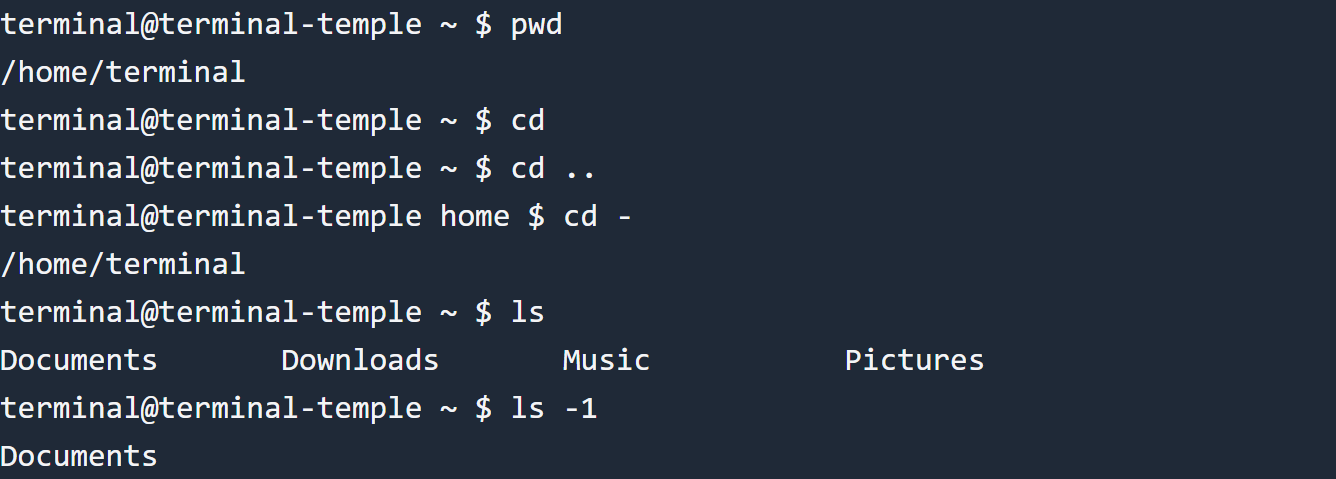 terminal@terminal-temple ~ $ pwd
/home/terminal
terminal@terminal-temple ~ $ cd
terminal@terminal-temple ~ $ cd ..
terminal@terminal-temple home $ cd -
/home/terminal
terminal@terminal-temple ~ $ ls
Documents       Downloads       Music           Pictures
terminal@terminal-temple ~ $ ls -1
Documents